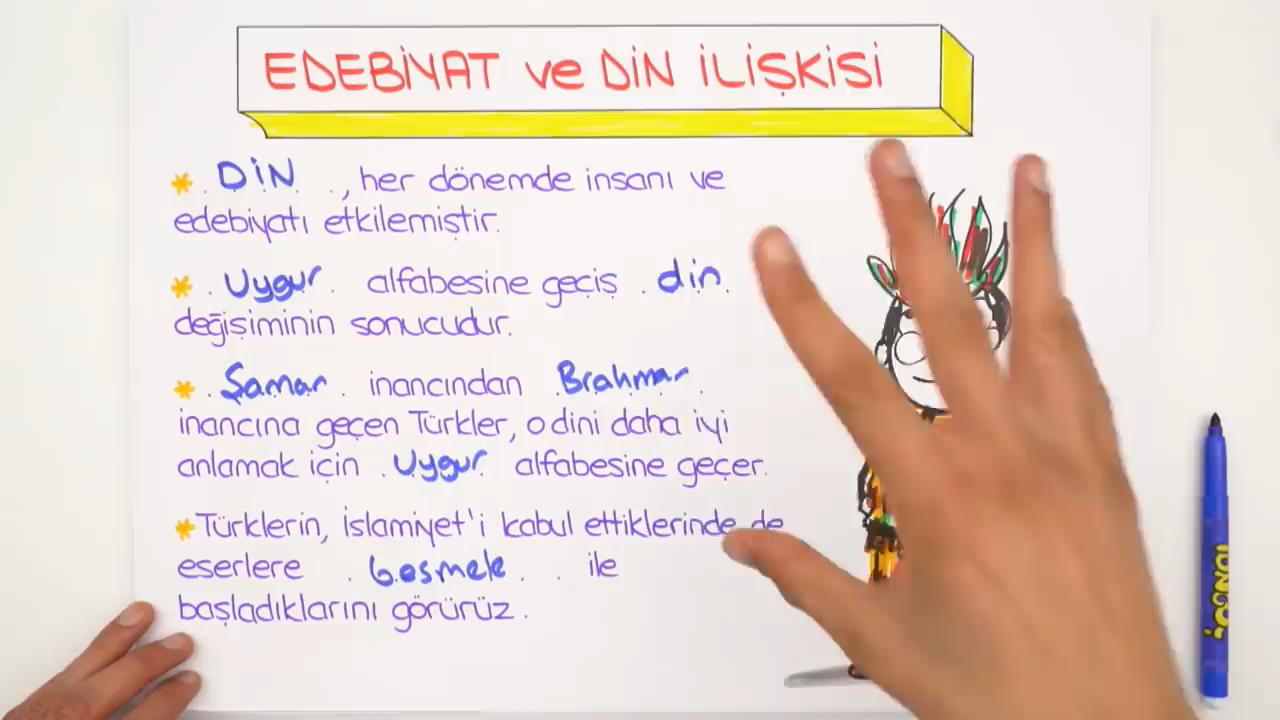 EDEBİYAT ve DİN İLİŞKİSİ
* . DİN . ., her dönemde insanı ve
edebiyatı etkilemiştir.
* . Uygur . alfabesine geçiş . din .
değişiminin sonucudur.
* . Şaman . inancından . Brahman .
inancına geçen Türkler, o dini daha iyi
anlamak için . Uygur . alfabesine geçer.
* Türklerin, İslamiyet'i kabul ettiklerinde de
eserlere . besmele . . ile
başladıklarını görürüz.